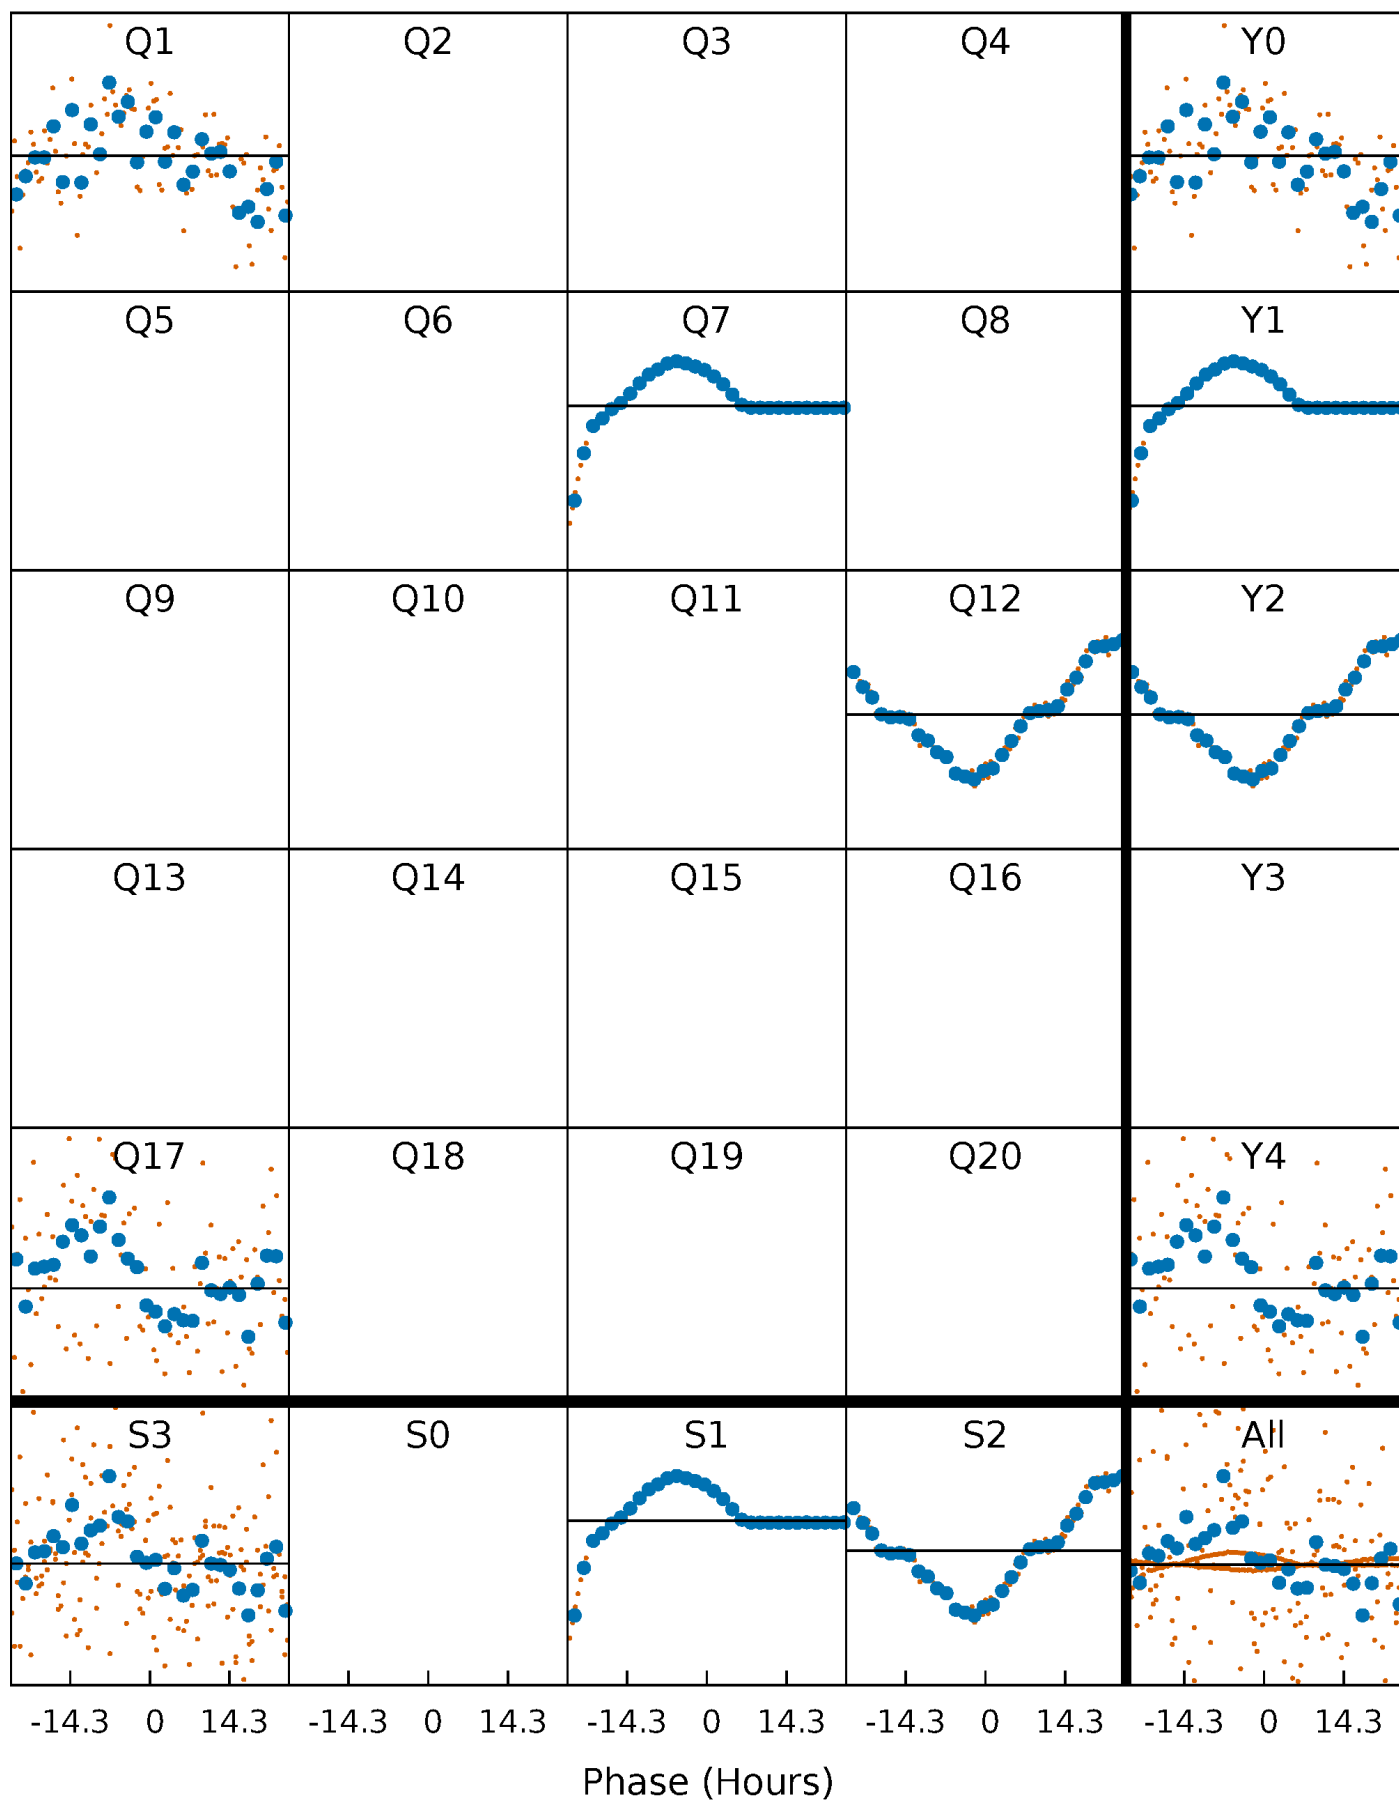 Q1 Q2 Q3 Q4 Y0
Q5 Q6 Q7 Q8 Y1
Q9 Q10 Q11 Q12 Y2
Q13 Q14 Q15 Q16 Y3
Q17 Q18 Q19 Q20 Y4
S3 S0 S1 S2 All
-14.3 0 14.3 -14.3 0 14.3 -14.3 0 14.3 -14.3 0 14.3 -14.3 0 14.3
Phase (Hours)